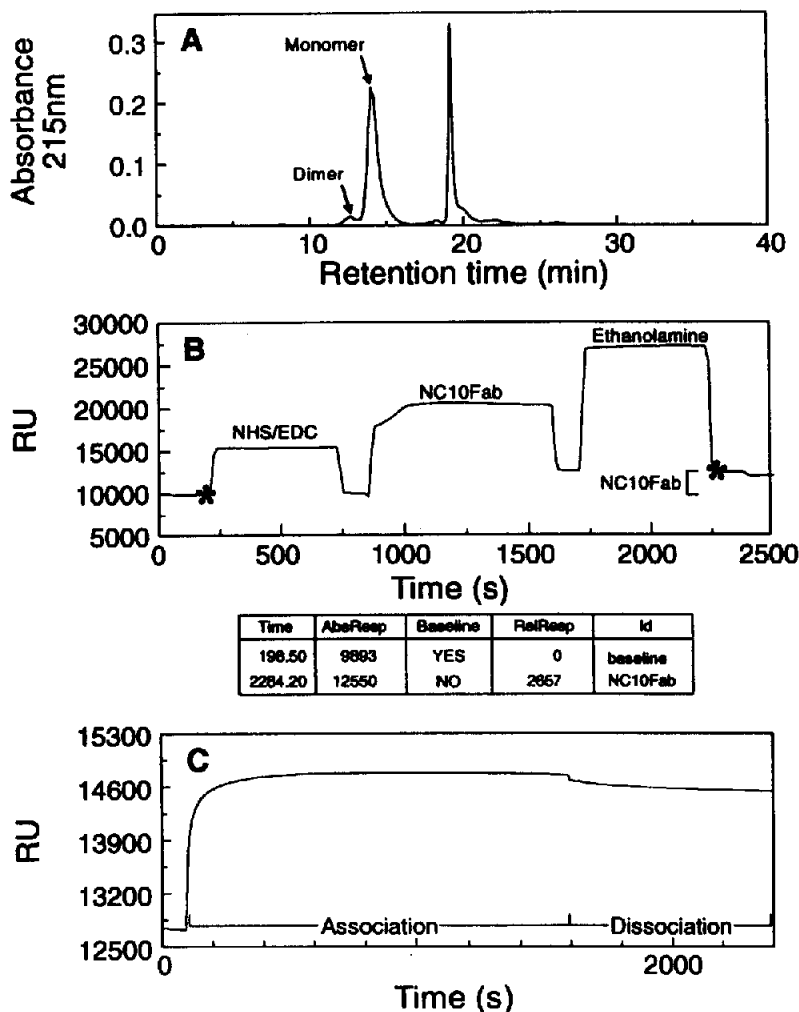 A
Monomer
Dimer
Absorbance
215nm
0.3
0.2
0.1
0.0
0 10 20 30 40
Retention time (min)
B
RU
30000
25000
20000
15000
10000
5000
NHS/EDC
NC10Fab
Ethanolamine
NC10Fab
0 500 1000 1500 2000 2500
Time (s)
Time AbsResp Baseline RelResp Id
196.50 9893 YES 0 baseline
2264.20 12550 NO 2657 NC10Fab
C
RU
15300
14600
13900
13200
12500
Association Dissociation
0 2000
Time (s)